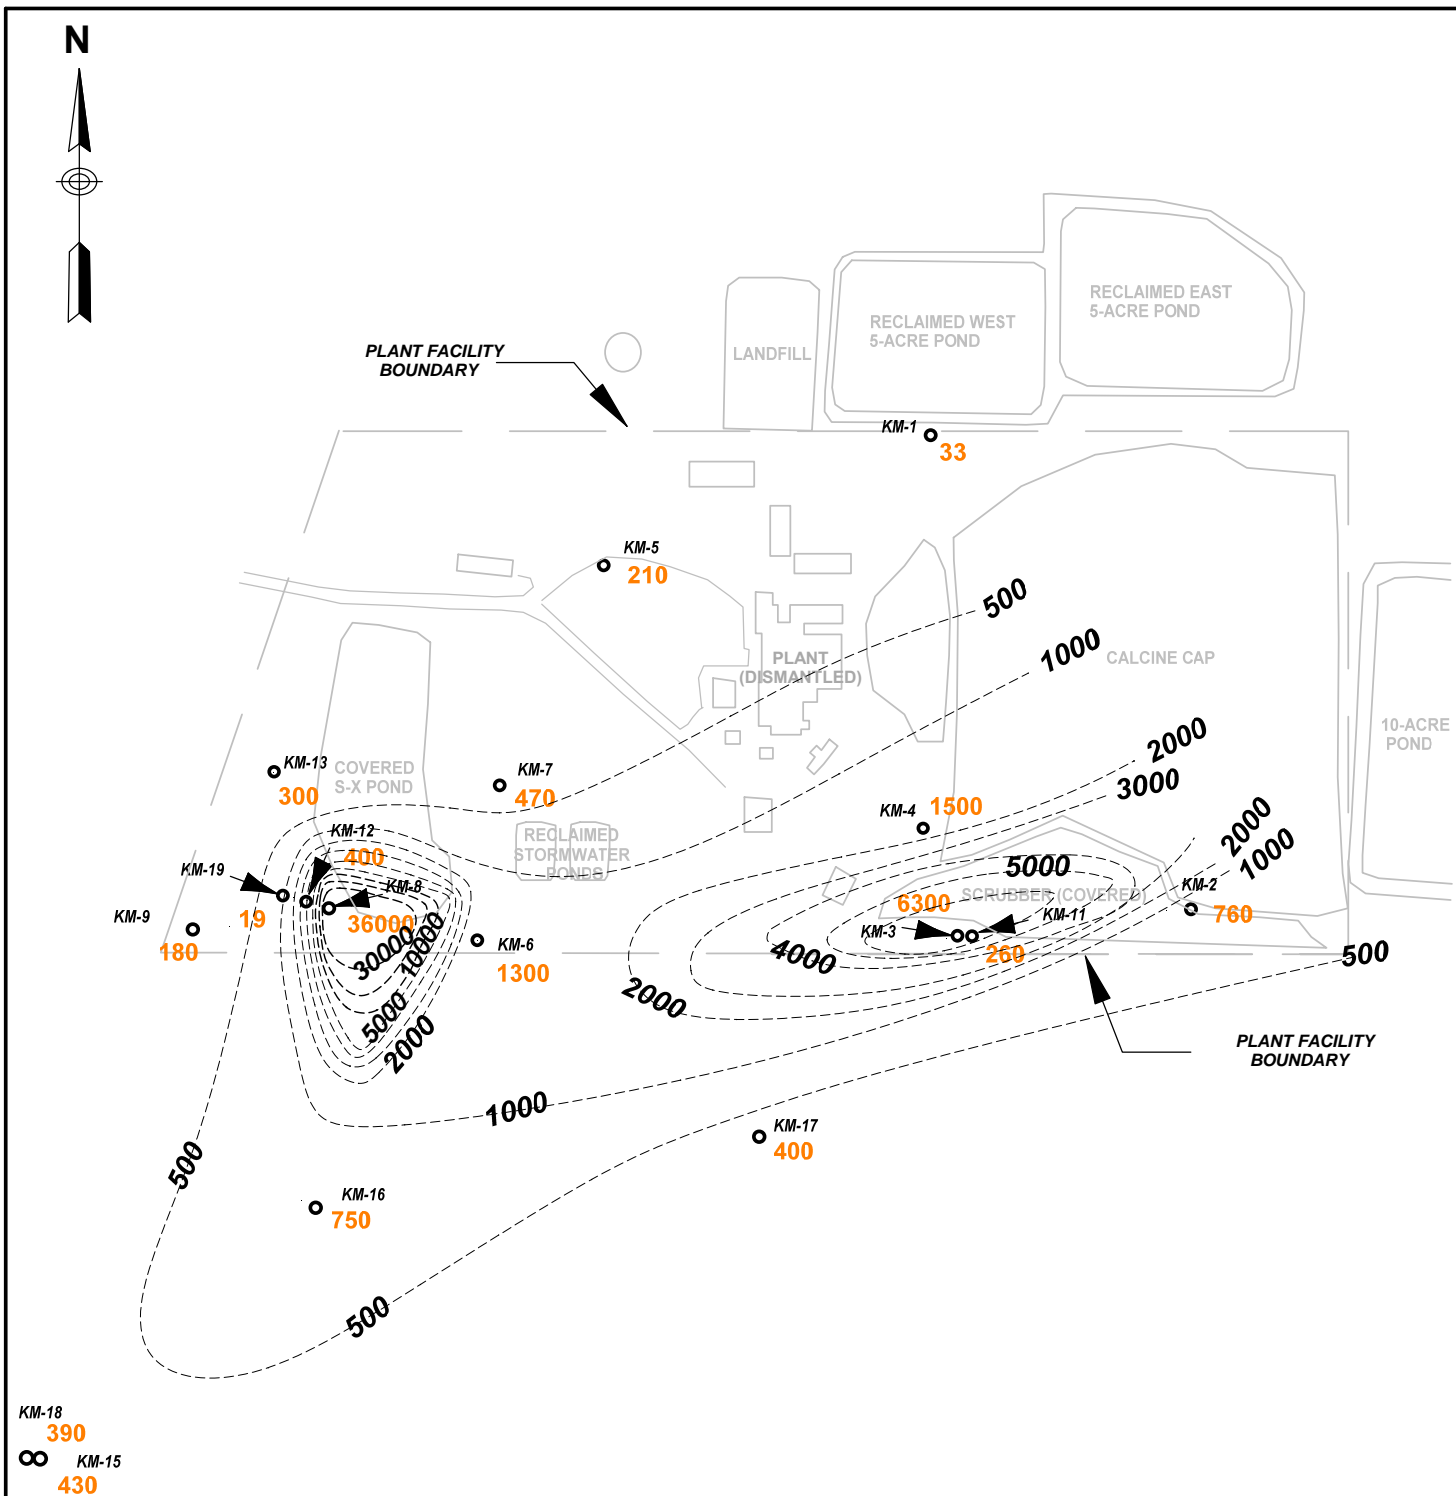 N
RECLAIMED EAST
5-ACRE POND
RECLAIMED WEST
5-ACRE POND
LANDFILL
PLANT FACILITY
BOUNDARY
KM-1
33
KM-5
210
500
1000
PLANT
(DISMANTLED)
CALCINE CAP
10-ACRE
POND
2000
3000
KM-13
300
COVERED
S-X POND
KM-7
470
KM-4
1500
2000
1000
RECLAIMED
STORMWATER
PONDS
KM-12
400
KM-19
19
KM-8
36000
5000
SCRUBBER (COVERED)
KM-2
760
6300
KM-3
KM-11
260
KM-9
180
KM-6
1300
30000
10000
5000
2000
4000
2000
500
PLANT FACILITY
BOUNDARY
1000
KM-17
400
500
KM-16
750
500
KM-18
390
KM-15
430